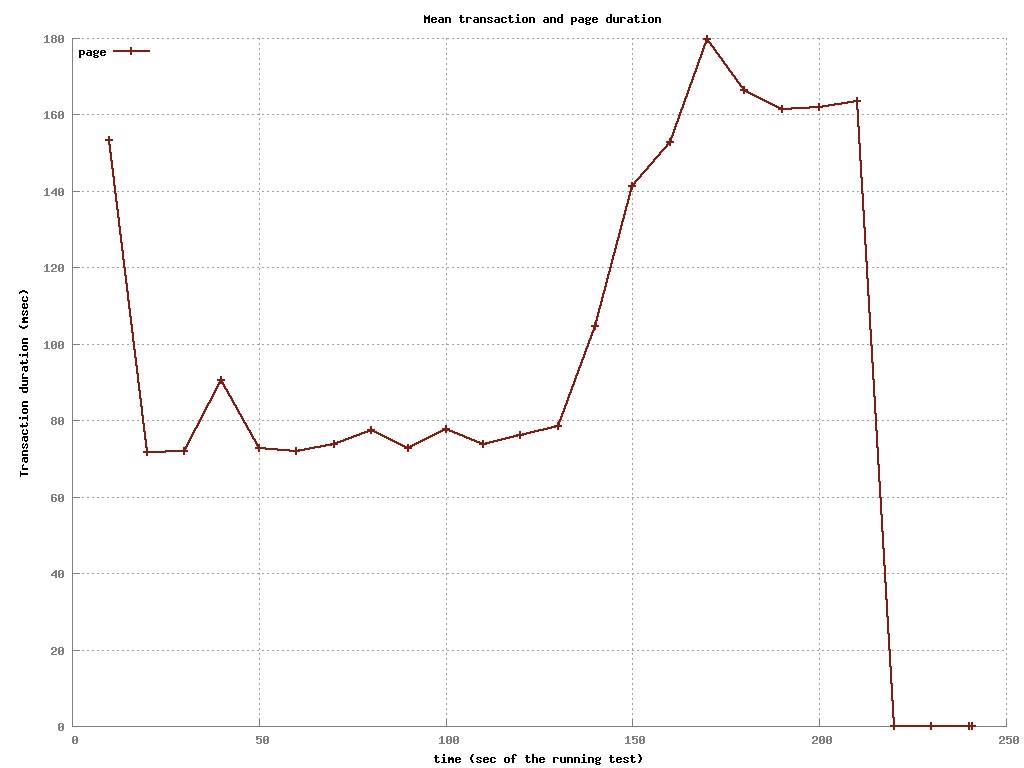 Mean transaction and page duration
page
Transaction duration (msec)
180
160
140
120
100
80
60
40
20
0
0 50 100 150 200 250
time (sec of the running test)